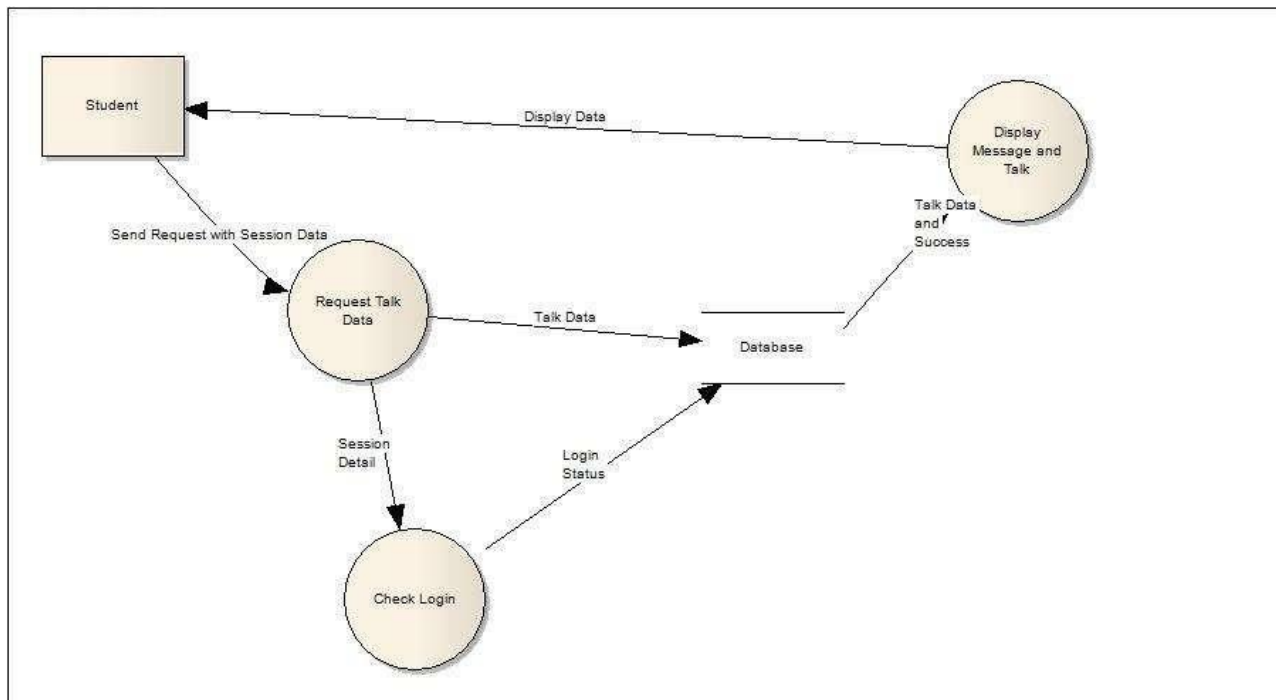 Student
Display Data
Display
Message and
Talk
Talk Data
and
Success
Send Request with Session Data
Request Talk
Data
Talk Data
Database
Session
Detail
Login
Status
Check Login